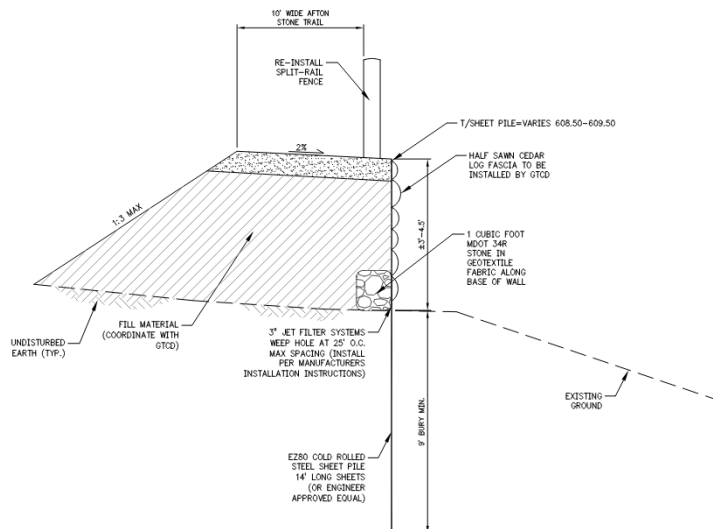 10' WIDE AFTON
STONE TRAIL
RE-INSTALL
SPLIT-RAIL
FENCE
T/SHEET PILE=VARIES 608.50-609.50
2%
HALF SAWN CEDAR
LOG FASCIA TO BE
INSTALLED BY GTCD
1:3 MAX
±3'-4.5'
1 CUBIC FOOT
MDOT 34R
STONE IN
GEOTEXTILE
FABRIC ALONG
BASE OF WALL
UNDISTURBED
EARTH (TYP.)
FILL MATERIAL
(COORDINATE WITH
GTCD)
3" JET FILTER SYSTEMS
WEEP HOLE AT 25' O.C.
MAX SPACING (INSTALL
PER MANUFACTURERS
INSTALLATION INSTRUCTIONS)
EXISTING
GROUND
9' BURY MIN.
EZ80 COLD ROLLED
STEEL SHEET PILE
14' LONG SHEETS
(OR ENGINEER
APPROVED EQUAL)